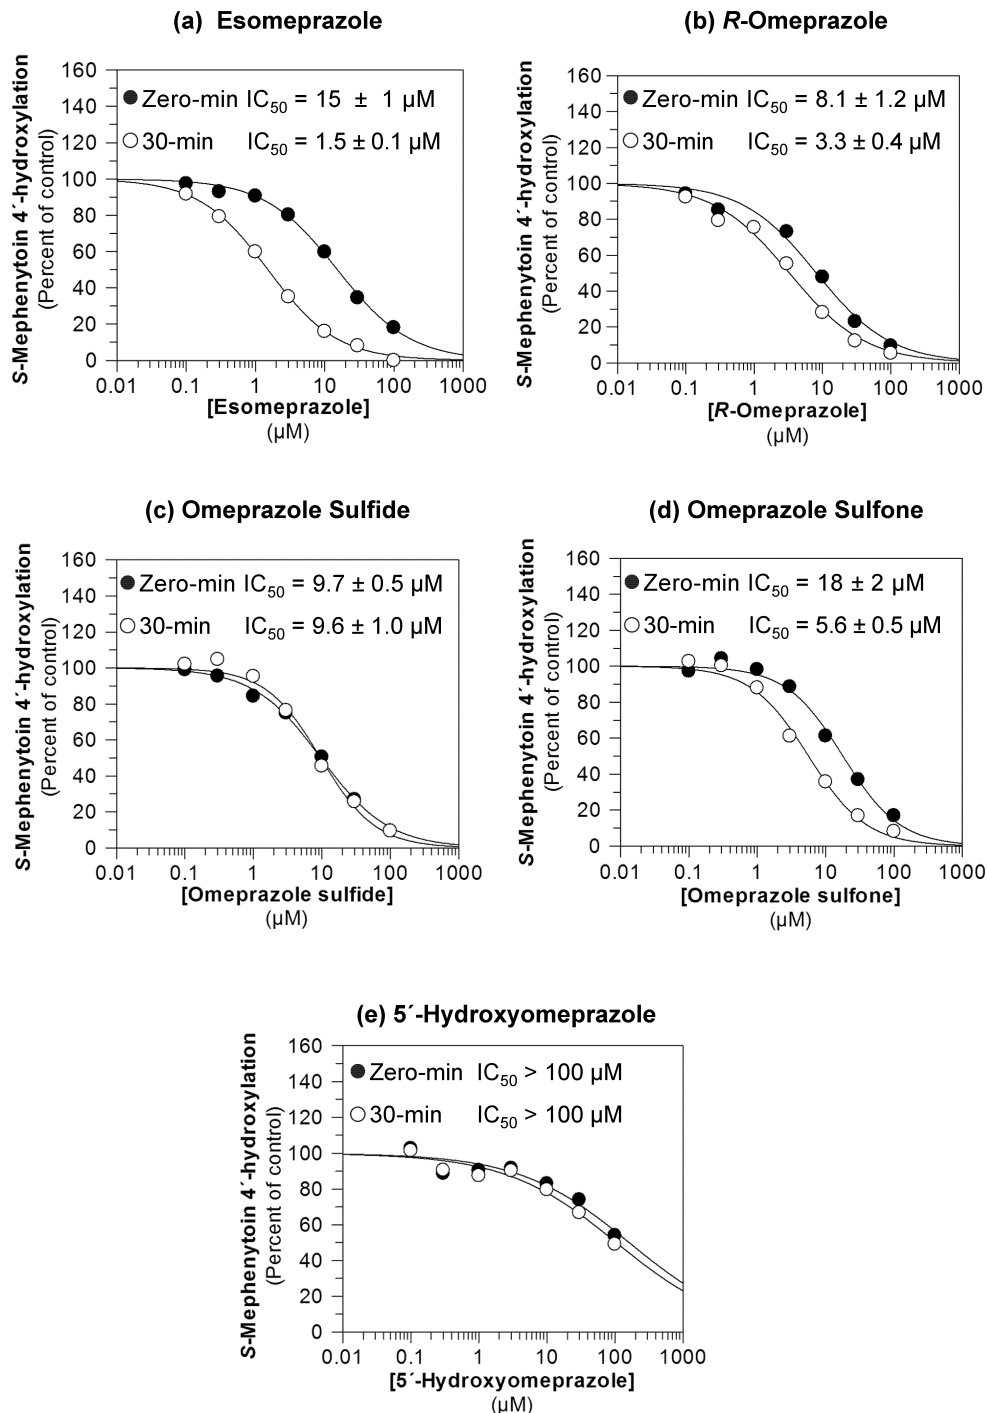 (a) Esomeprazole
S-Mephenytoin 4´-hydroxylation
(Percent of control)
160
140
120
100
80
60
40
20
0
Zero-min IC50 = 15 ± 1 µM
30-min IC50 = 1.5 ± 0.1 µM
0.01 0.1 1 10 100 1000
[Esomeprazole]
(µM)
(b) R-Omeprazole
S-Mephenytoin 4´-hydroxylation
(Percent of control)
160
140
120
100
80
60
40
20
0
Zero-min IC50 = 8.1 ± 1.2 µM
30-min IC50 = 3.3 ± 0.4 µM
0.01 0.1 1 10 100 1000
[R-Omeprazole]
(µM)
(c) Omeprazole Sulfide
S-Mephenytoin 4´-hydroxylation
(Percent of control)
160
140
120
100
80
60
40
20
0
Zero-min IC50 = 9.7 ± 0.5 µM
30-min IC50 = 9.6 ± 1.0 µM
0.01 0.1 1 10 100 1000
[Omeprazole sulfide]
(µM)
(d) Omeprazole Sulfone
S-Mephenytoin 4´-hydroxylation
(Percent of control)
160
140
120
100
80
60
40
20
0
Zero-min IC50 = 18 ± 2 µM
30-min IC50 = 5.6 ± 0.5 µM
0.01 0.1 1 10 100 1000
[Omeprazole sulfone]
(µM)
(e) 5´-Hydroxyomeprazole
S-Mephenytoin 4´-hydroxylation
(Percent of control)
160
140
120
100
80
60
40
20
0
Zero-min IC50 > 100 µM
30-min IC50 > 100 µM
0.01 0.1 1 10 100 1000
[5´-Hydroxyomeprazole]
(µM)